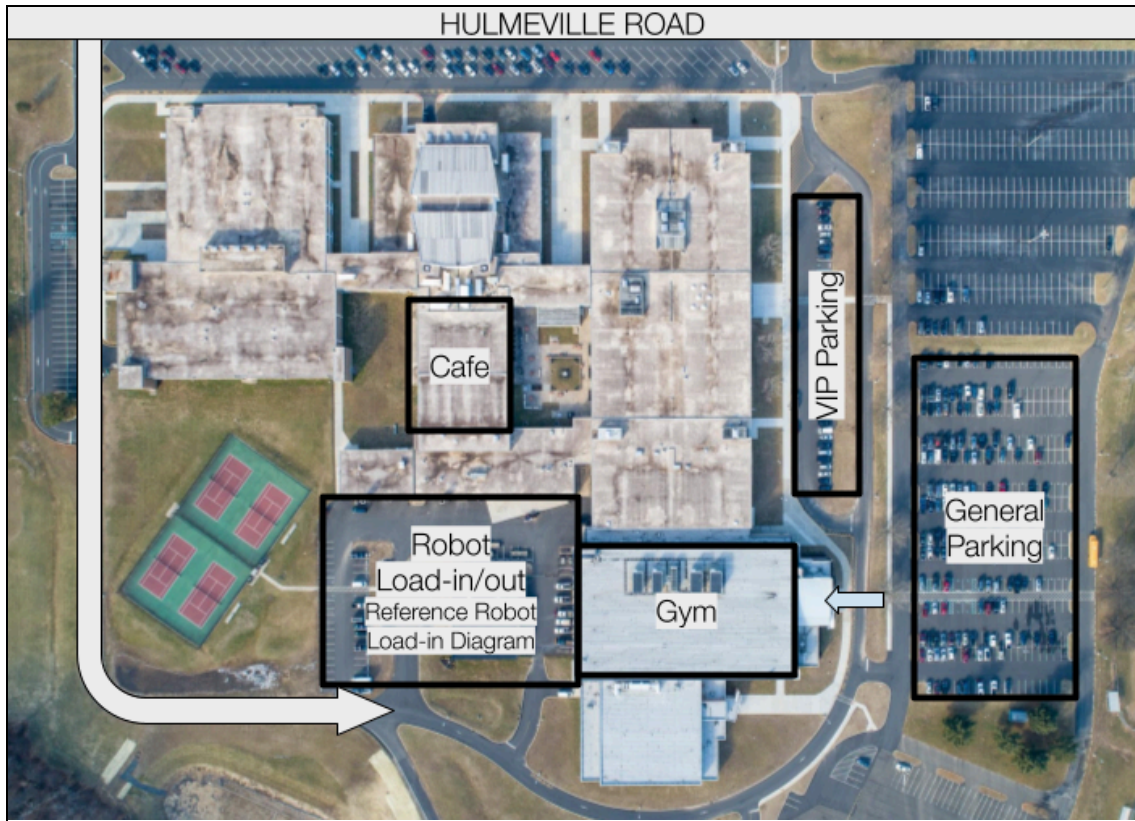 HULMEVILLE ROAD
Cafe
VIP Parking
General
Parking
Robot
Load-in/out
Reference Robot
Load-in Diagram
Gym